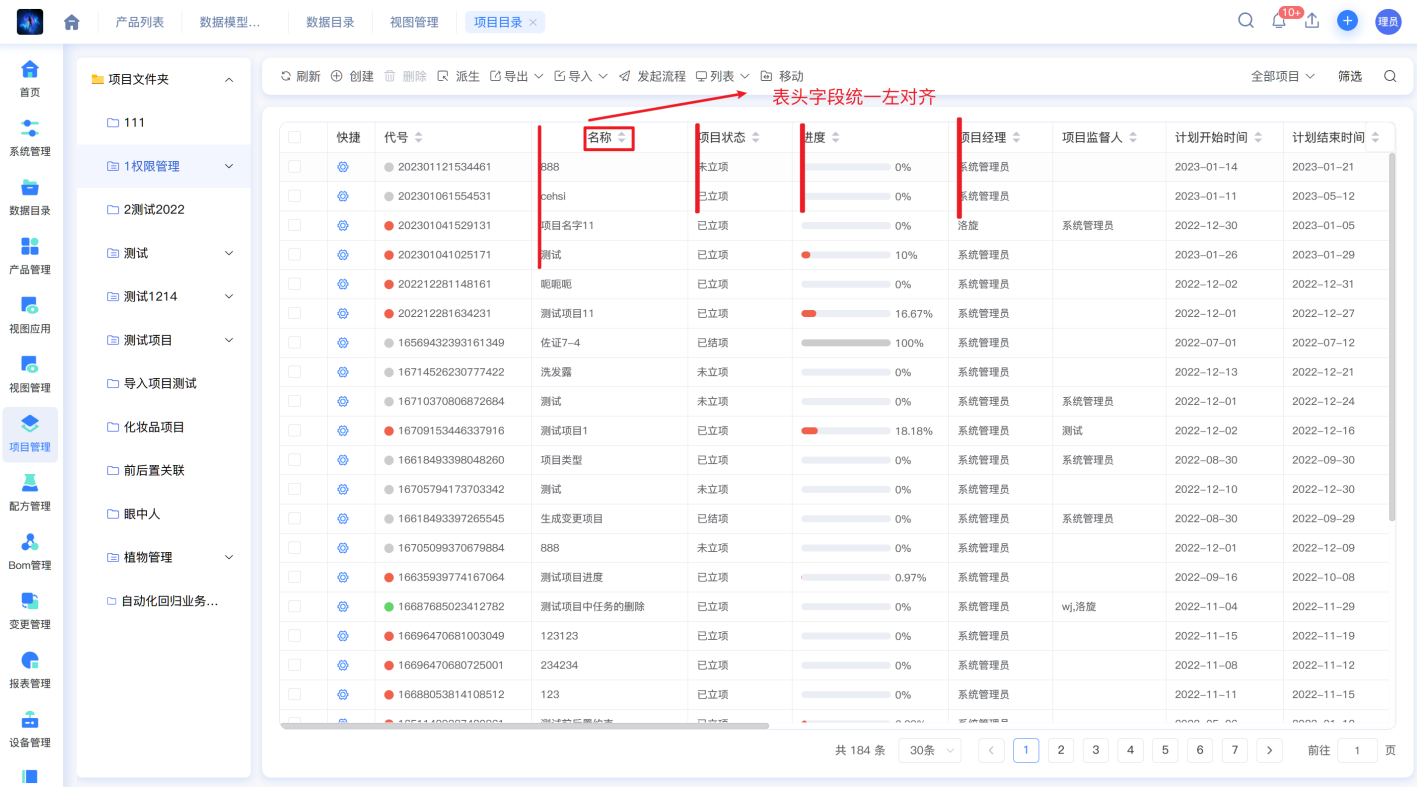 产品列表 数据模型... 数据目录 视图管理 项目目录 × 10+ 理员
首页
系统管理
数据目录
产品管理
视图应用
视图管理
项目管理
配方管理
Bom管理
变更管理
报表管理
设备管理
项目文件夹
111
1权限管理
2测试2022
测试
测试1214
测试项目
导入项目测试
化妆品项目
前后置关联
眼中人
植物管理
自动化回归业务...
刷新 创建 删除 派生 导出 导入 发起流程 列表 移动 全部项目 筛选
表头字段统一左对齐
快捷 代号 名称 项目状态 进度 项目经理 项目监督人 计划开始时间 计划结束时间
202301121534461 888 未立项 0% 系统管理员 2023-01-14 2023-01-21
202301061554531 cehsi 已立项 0% 系统管理员 2023-01-11 2023-05-12
202301041529131 项目名字11 已立项 0% 洛旋 系统管理员 2022-12-30 2023-01-05
202301041025171 测试 已立项 10% 系统管理员 2023-01-26 2023-01-29
202212281148161 呃呃呃 已立项 0% 系统管理员 2022-12-02 2022-12-31
202212281634231 测试项目11 已立项 16.67% 系统管理员 2022-12-01 2022-12-27
16569432393161349 佐证7-4 已结项 100% 系统管理员 2022-07-01 2022-07-12
16714526230777422 洗发露 未立项 0% 系统管理员 2022-12-13 2022-12-21
16710370806872684 测试 未立项 0% 系统管理员 系统管理员 2022-12-01 2022-12-24
16709153446337916 测试项目1 已立项 18.18% 系统管理员 测试 2022-12-02 2022-12-16
16618493398048260 项目类型 已立项 0% 系统管理员 系统管理员 2022-08-30 2022-09-30
16705794173703342 测试 未立项 0% 系统管理员 2022-12-10 2022-12-30
16618493397265545 生成变更项目 已结项 0% 系统管理员 系统管理员 2022-08-30 2022-09-29
16705099370679884 888 未立项 0% 系统管理员 2022-12-01 2022-12-09
16635939774167064 测试项目进度 已立项 0.97% 系统管理员 2022-09-16 2022-10-08
16687685023412782 测试项目中任务的删除 已立项 0% 系统管理员 wj,洛旋 2022-11-04 2022-11-29
16696470681003049 123123 已立项 0% 系统管理员 2022-11-15 2022-11-19
16696470680725001 234234 已立项 0% 系统管理员 2022-11-08 2022-11-12
16688053814108512 123 已立项 0% 系统管理员 2022-11-11 2022-11-15
共 184 条 30条 1 2 3 4 5 6 7 前往 1 页